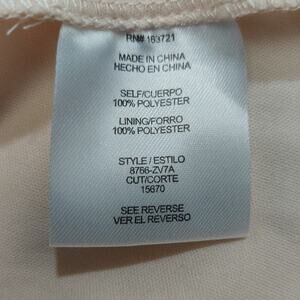 RN# 163721
MADE IN CHINA
HECHO EN CHINA
SELF/CUERPO
100% POLYESTER
LINING/FORRO
100% POLYESTER
STYLE / ESTILO
8766-ZV7A
CUT/CORTE
15670
SEE REVERSE
VER EL REVERSO